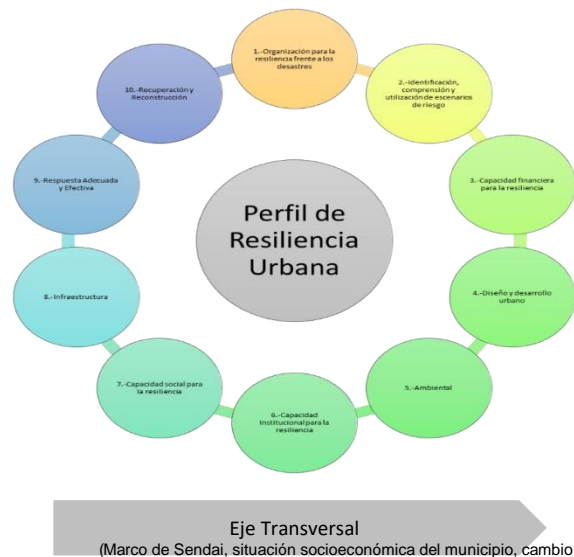 1.-Organización para la
resiliencia frente a los
desastres
2.-Identificación,
comprensión y
utilización de escenarios
de riesgo
3.-Capacidad financiera
para la resiliencia
4.-Diseño y desarrollo
urbano
5.-Ambiental
6.-Capacidad
Institucional para la
resiliencia
7.-Capacidad social para
la resiliencia
8.-Infraestructura
9.-Respuesta Adecuada
y Efectiva
10.-Recuperación y
Reconstrucción
Perfil de
Resiliencia
Urbana
Eje Transversal
(Marco de Sendai, situación socioeconómica del municipio, cambio